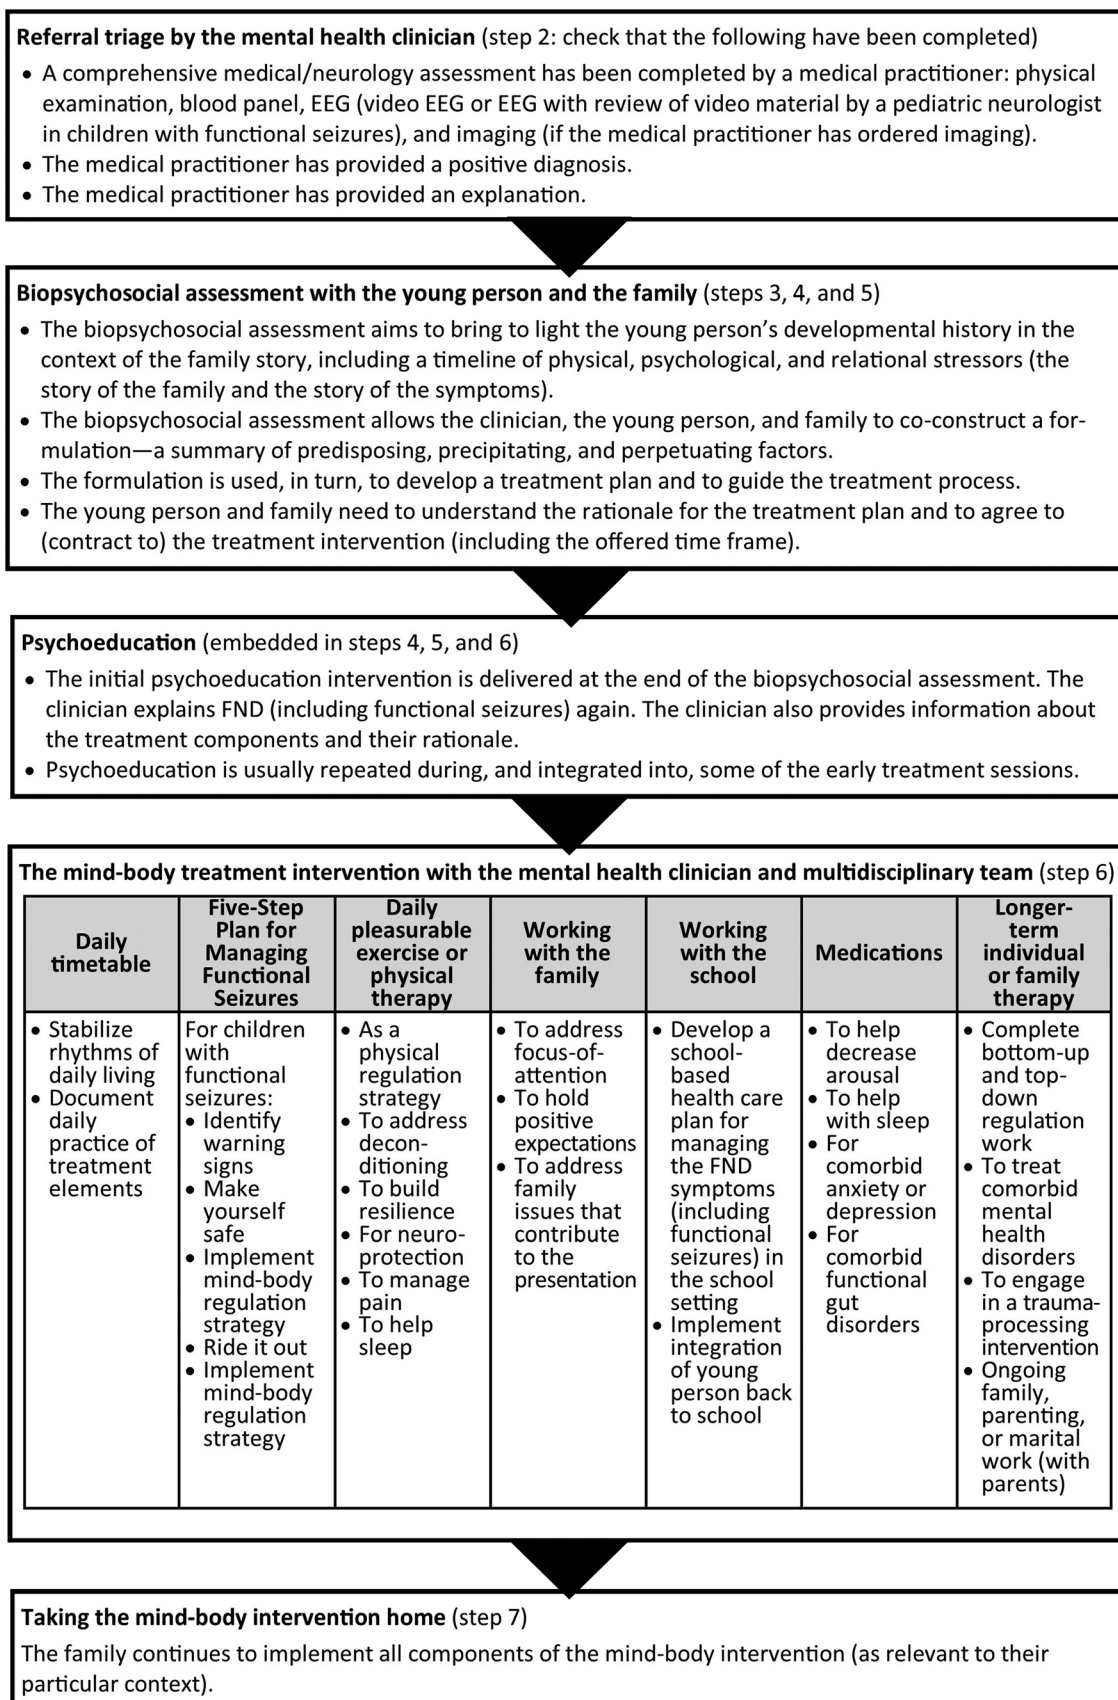 Referral triage by the mental health clinician (step 2: check that the following have been completed)
• A comprehensive medical/neurology assessment has been completed by a medical practitioner: physical
examination, blood panel, EEG (video EEG or EEG with review of video material by a pediatric neurologist
in children with functional seizures), and imaging (if the medical practitioner has ordered imaging).
• The medical practitioner has provided a positive diagnosis.
• The medical practitioner has provided an explanation.
Biopsychosocial assessment with the young person and the family (steps 3, 4, and 5)
• The biopsychosocial assessment aims to bring to light the young person’s developmental history in the
context of the family story, including a timeline of physical, psychological, and relational stressors (the
story of the family and the story of the symptoms).
• The biopsychosocial assessment allows the clinician, the young person, and family to co-construct a for-
mulation—a summary of predisposing, precipitating, and perpetuating factors.
• The formulation is used, in turn, to develop a treatment plan and to guide the treatment process.
• The young person and family need to understand the rationale for the treatment plan and to agree to
(contract to) the treatment intervention (including the offered time frame).
Psychoeducation (embedded in steps 4, 5, and 6)
• The initial psychoeducation intervention is delivered at the end of the biopsychosocial assessment. The
clinician explains FND (including functional seizures) again. The clinician also provides information about
the treatment components and their rationale.
• Psychoeducation is usually repeated during, and integrated into, some of the early treatment sessions.
The mind-body treatment intervention with the mental health clinician and multidisciplinary team (step 6)
Daily
timetable
• Stabilize
rhythms of
daily living
• Document
daily
practice of
treatment
elements
Five-Step
Plan for
Managing
Functional
Seizures
For children
with
functional
seizures:
• Identify
warning
signs
• Make
yourself
safe
• Implement
mind-body
regulation
strategy
• Ride it out
• Implement
mind-body
regulation
strategy
Daily
pleasurable
exercise or
physical
therapy
• As a
physical
regulation
strategy
• To address
decon-
ditioning
• To build
resilience
• For neuro-
protection
• To manage
pain
• To help
sleep
Working
with the
family
• To address
focus-of-
attention
• To hold
positive
expectations
• To address
family
issues that
contribute
to the
presentation
Working
with the
school
• Develop a
school-
based
health care
plan for
managing
the FND
symptoms
(including
functional
seizures) in
the school
setting
• Implement
integration
of young
person back
to school
Medications
• To help
decrease
arousal
• To help
with sleep
• For
comorbid
anxiety or
depression
• For
comorbid
functional
gut
disorders
Longer-
term
individual
or family
therapy
• Complete
bottom-up
and top-
down
regulation
work
• To treat
comorbid
mental
health
disorders
• To engage
in a trauma-
processing
intervention
• Ongoing
family,
parenting,
or marital
work (with
parents)
Taking the mind-body intervention home (step 7)
The family continues to implement all components of the mind-body intervention (as relevant to their
particular context).